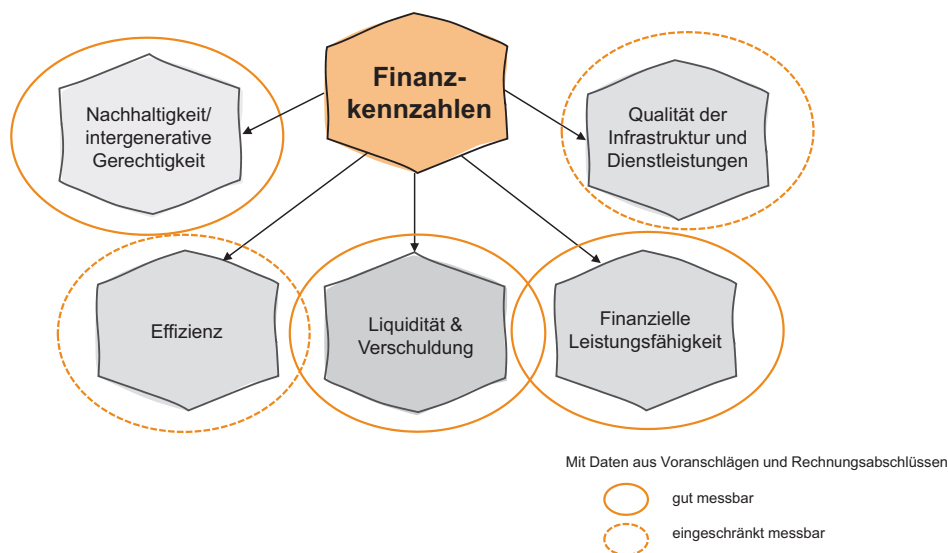 Finanz-
kennzahlen
Nachhaltigkeit/
intergenerative
Gerechtigkeit
Qualität der
Infrastruktur und
Dienstleistungen
Effizienz
Liquidität &
Verschuldung
Finanzielle
Leistungsfähigkeit
Mit Daten aus Voranschlägen und Rechnungsabschlüssen
gut messbar
eingeschränkt messbar